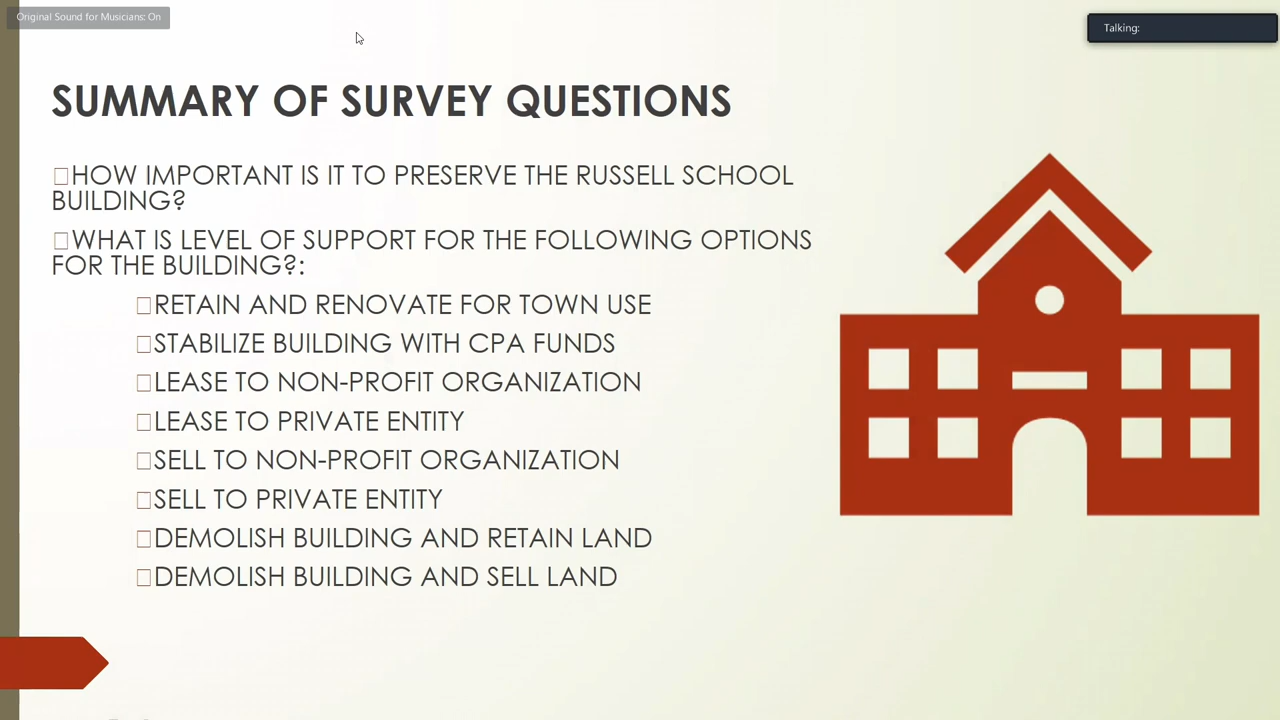 Original Sound for Musicians: On
Talking:
SUMMARY OF SURVEY QUESTIONS
HOW IMPORTANT IS IT TO PRESERVE THE RUSSELL SCHOOL
BUILDING?
WHAT IS LEVEL OF SUPPORT FOR THE FOLLOWING OPTIONS
FOR THE BUILDING?:
RETAIN AND RENOVATE FOR TOWN USE
STABILIZE BUILDING WITH CPA FUNDS
LEASE TO NON-PROFIT ORGANIZATION
LEASE TO PRIVATE ENTITY
SELL TO NON-PROFIT ORGANIZATION
SELL TO PRIVATE ENTITY
DEMOLISH BUILDING AND RETAIN LAND
DEMOLISH BUILDING AND SELL LAND